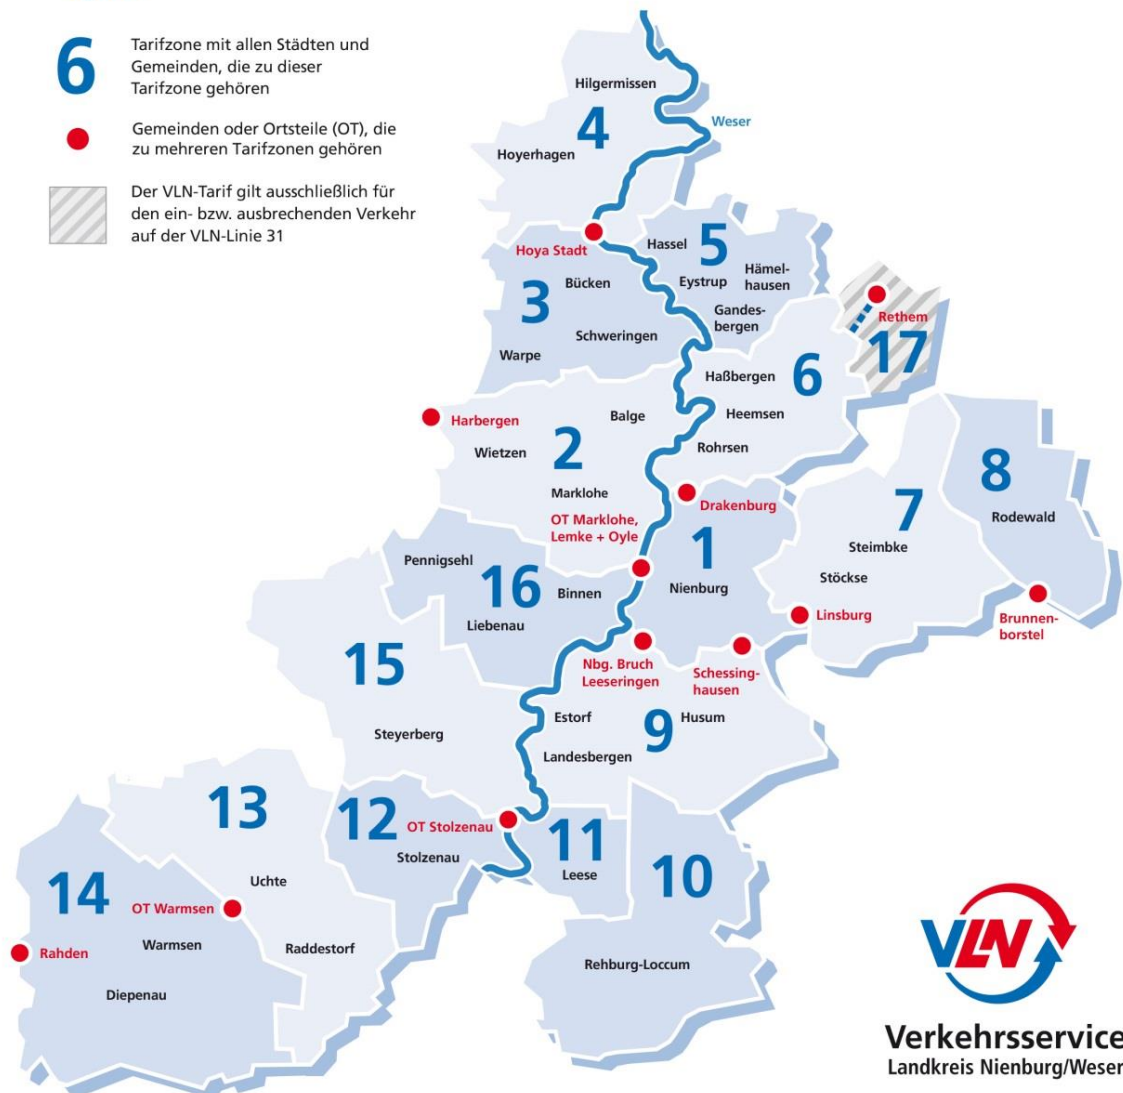 6
Tarifzone mit allen Städten und
Gemeinden, die zu dieser
Tarifzone gehören
Gemeinden oder Ortsteile (OT), die
zu mehreren Tarifzonen gehören
Der VLN-Tarif gilt ausschließlich für
den ein- bzw. ausbrechenden Verkehr
auf der VLN-Linie 31
Hilgermissen
4
Weser
Hoyerhagen
Hoya Stadt
Hassel
5
Eystrup
Hämel-
hausen
Gandes-
bergen
3
Bücken
Schweringen
Warpe
Rethem
17
Haßbergen
6
Heemsen
Rohrsen
Harbergen
Balge
2
Wietzen
Marklohe
OT Marklohe,
Lemke + Oyle
Drakenburg
1
Nienburg
7
Steimbke
Stöckse
Linsburg
8
Rodewald
Brunnen-
borstel
Pennigsehl
16
Binnen
Liebenau
Nbg. Bruch
Leeseringen
Schessing-
hausen
15
Steyerberg
Estorf
9
Husum
Landesbergen
13
Uchte
Raddestorf
12
OT Stolzenau
Stolzenau
11
Leese
10
Rehburg-Loccum
14
OT Warmsen
Warmsen
Rahden
Diepenau
VLN
Verkehrsservice
Landkreis Nienburg/Weser